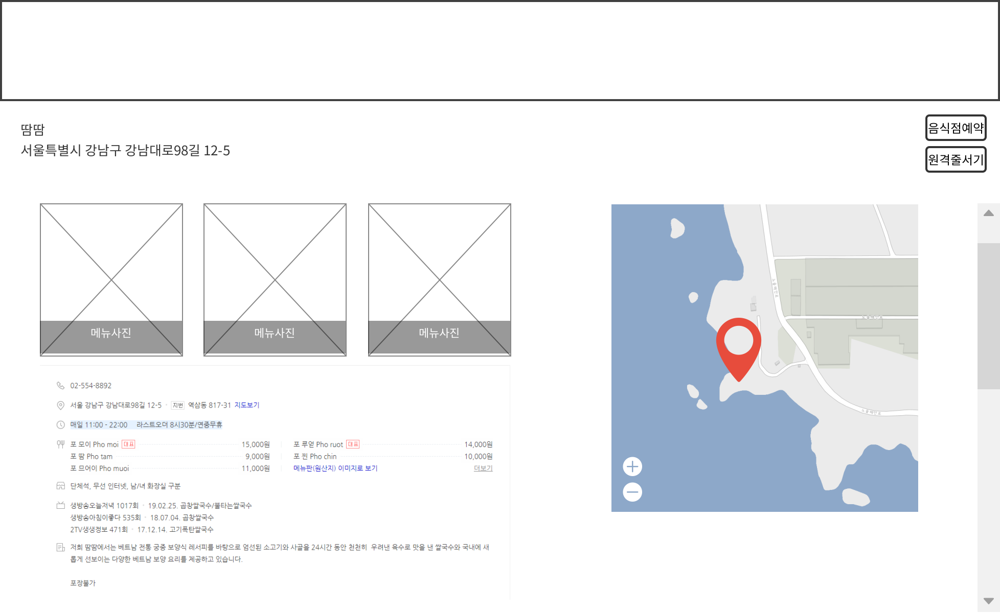 땀땀
서울특별시 강남구 강남대로98길 12-5
음식점예약
원격줄서기
메뉴사진
메뉴사진
메뉴사진
02-554-8892
서울 강남구 강남대로98길 12-5 · 지번 역삼동 817-31 지도보기
매일 11:00 - 22:00 라스트오더 8시30분/연중무휴
포 모이 Pho moi 대표 15,000원
포 루얻 Pho ruot 대표 14,000원
포 땀 Pho tam 9,000원
포 찐 Pho chin 10,000원
포 므어이 Pho muoi 11,000원
메뉴판(원산지) 이미지로 보기 더보기
단체석, 무선 인터넷, 남/녀 화장실 구분
생방송오늘저녁 1017회 · 19.02.25. 곱창쌀국수/불타는쌀국수
생방송아침이좋다 535회 · 18.07.04. 곱창쌀국수
2TV생생정보 471회 · 17.12.14. 고기폭탄쌀국수
저희 땀땀에서는 베트남 전통 궁중 보양식 레서피를 바탕으로 엄선된 소고기와 사골을 24시간 동안 천천히 우려낸 육수로 맛을 낸 쌀국수와 국내에 새
롭게 선보이는 다양한 베트남 보양 요리를 제공하고 있습니다.
포장불가
노을해안로
노을해안로
노을해안로